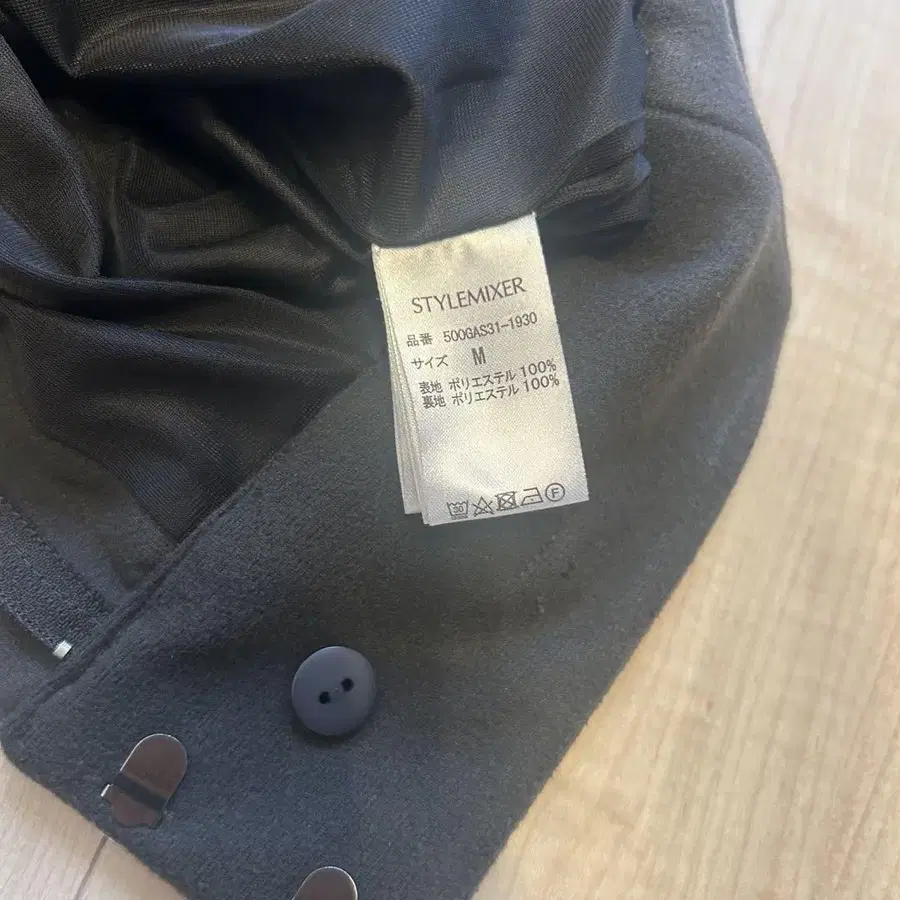 STYLEMIXER
品番 500GAS31-1930
サイズ M
表地 ポリエステル 100%
裏地 ポリエステル 100%